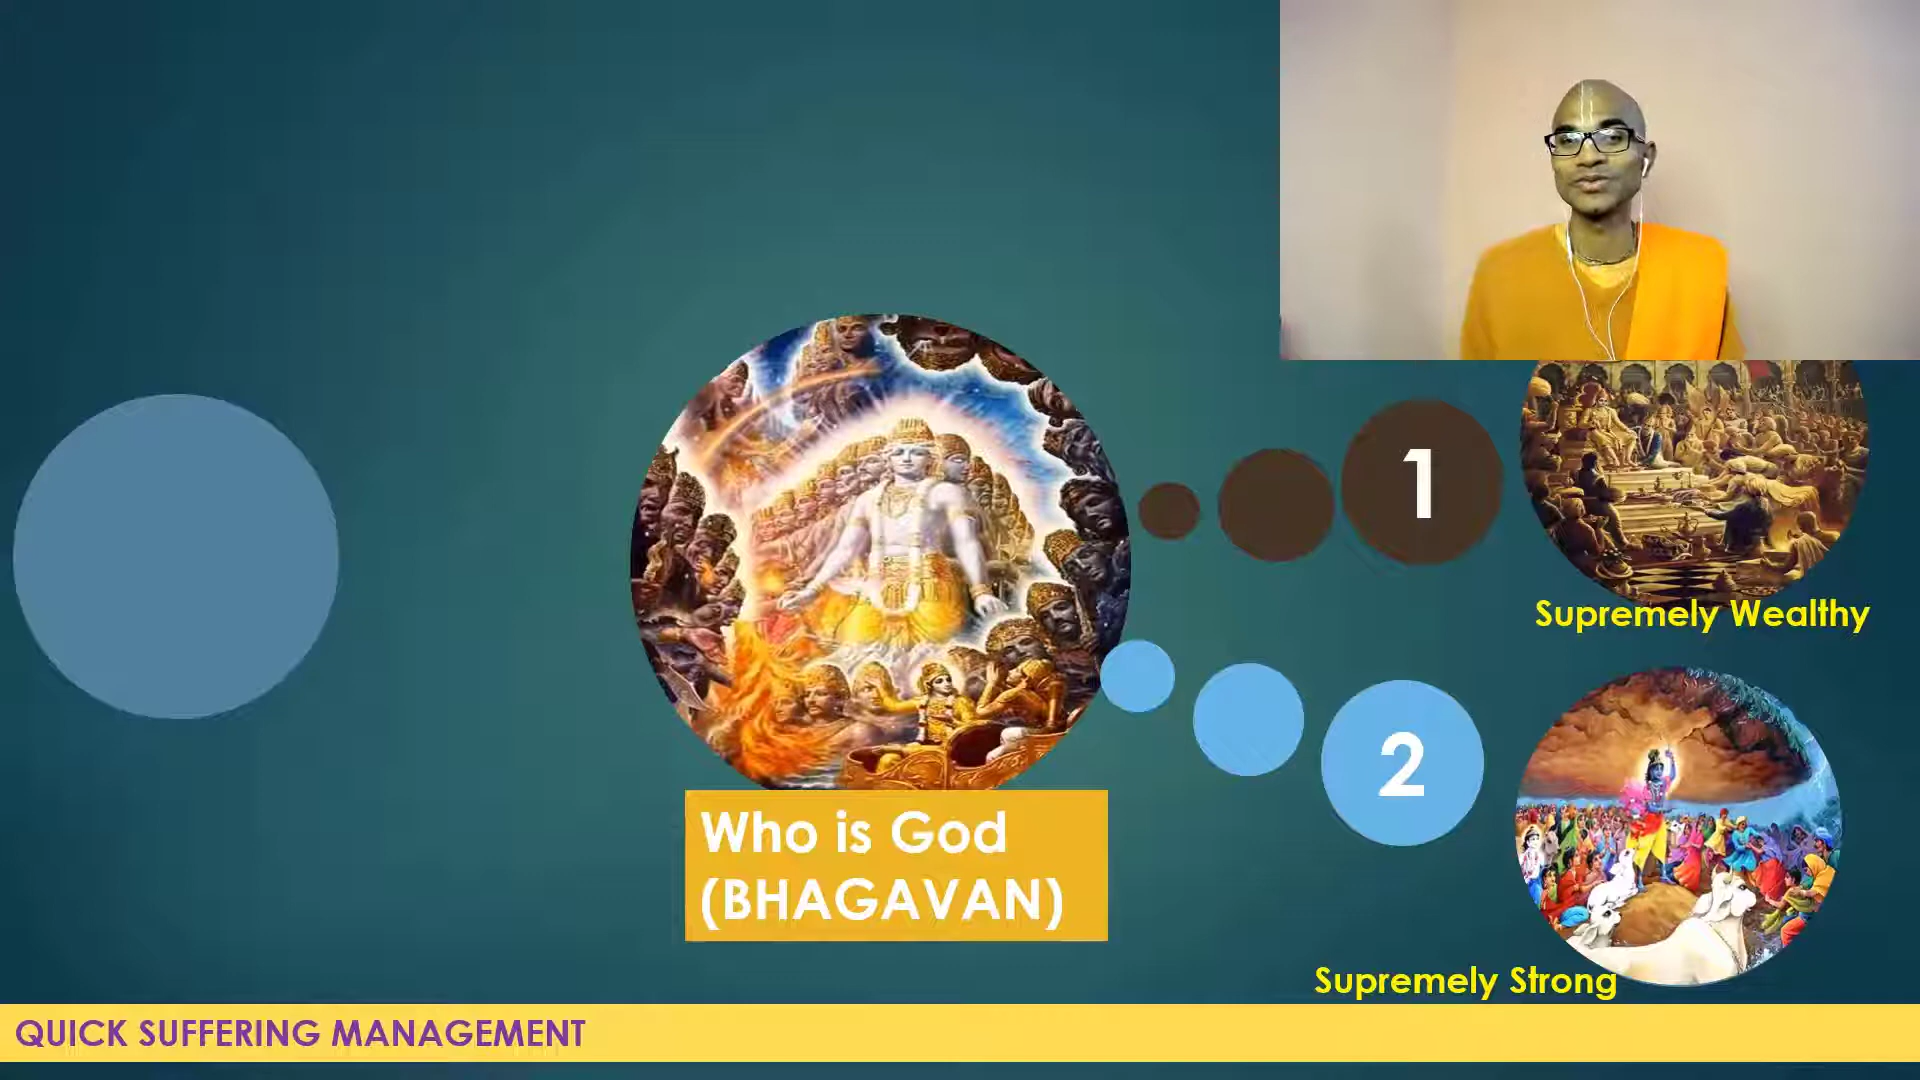 1
Supremely Wealthy
2
Who is God
(BHAGAVAN)
Supremely Strong
QUICK SUFFERING MANAGEMENT